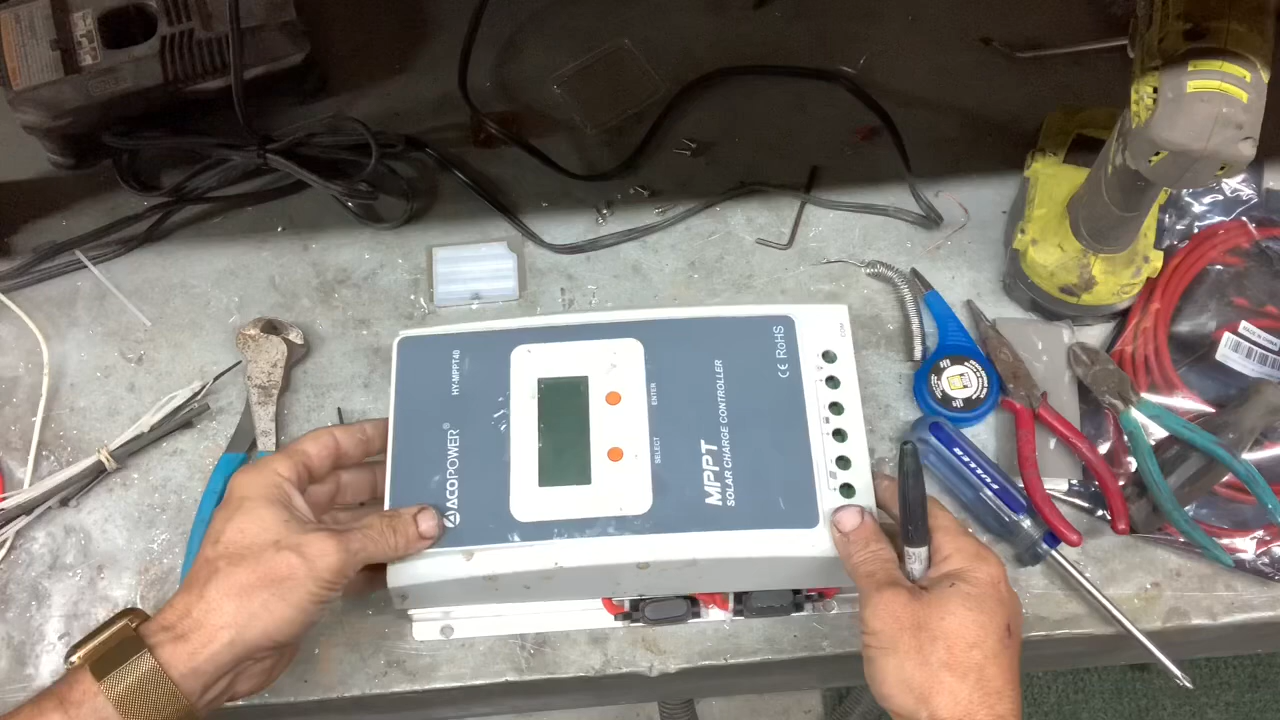 HY-MPPT40
ACOPOWER®
ENTER
SELECT
MPPT
SOLAR CHARGE CONTROLLER
CE RoHS
COM
FULLER
MADE IN CHINA